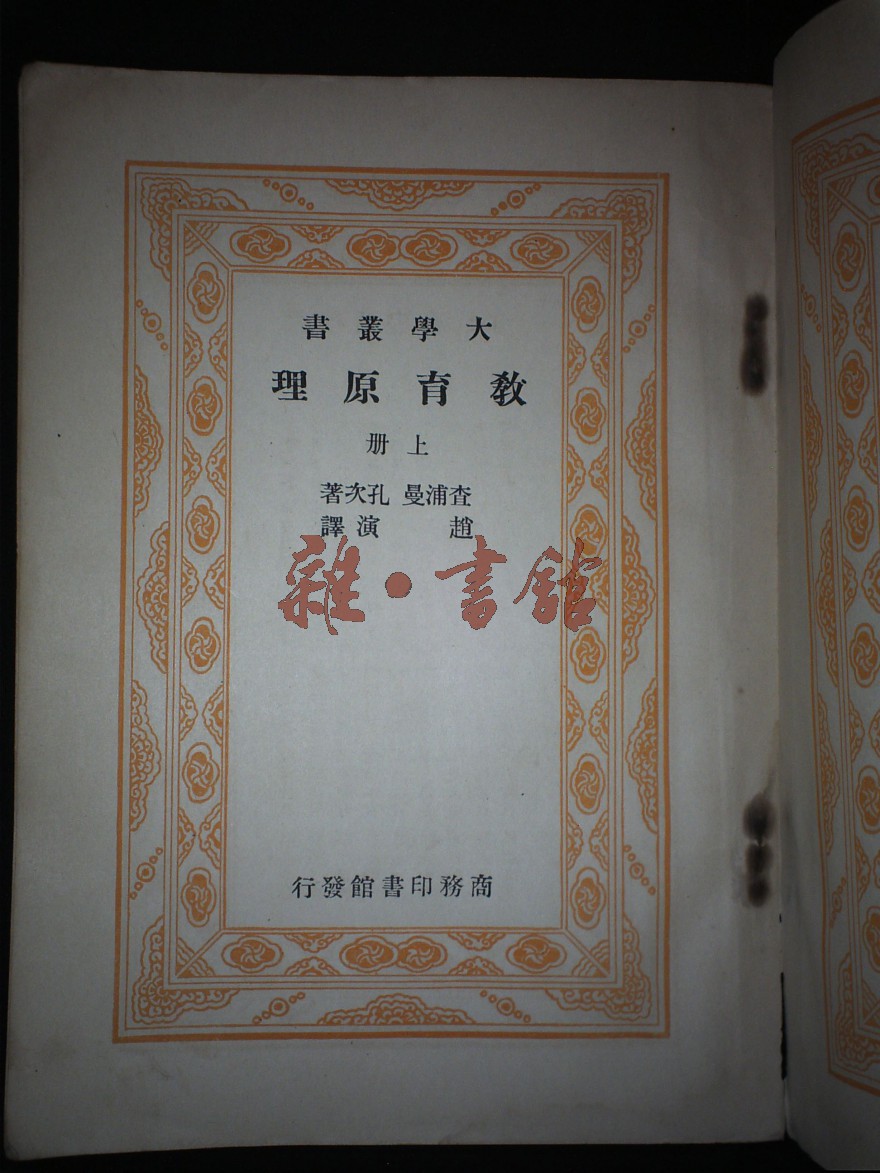 大學叢書
教育原理
上册
查浦曼 孔次著
趙演譯
雜·書館
商務印書館發行